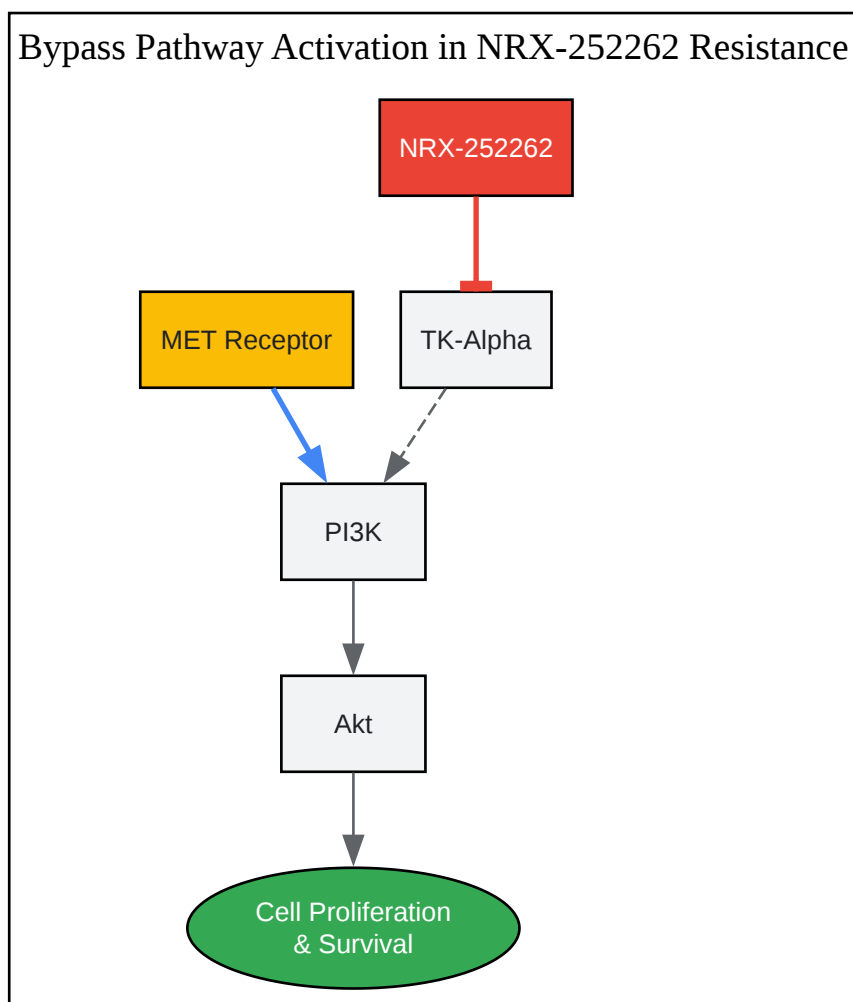 Bypass Pathway Activation in NRX-252262 Resistance
NRX-252262
MET Receptor
TK-Alpha
PI3K
Akt
Cell Proliferation
& Survival